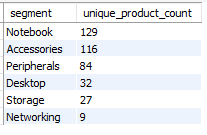 segment unique_product_count
Notebook 129
Accessories 116
Peripherals 84
Desktop 32
Storage 27
Networking 9